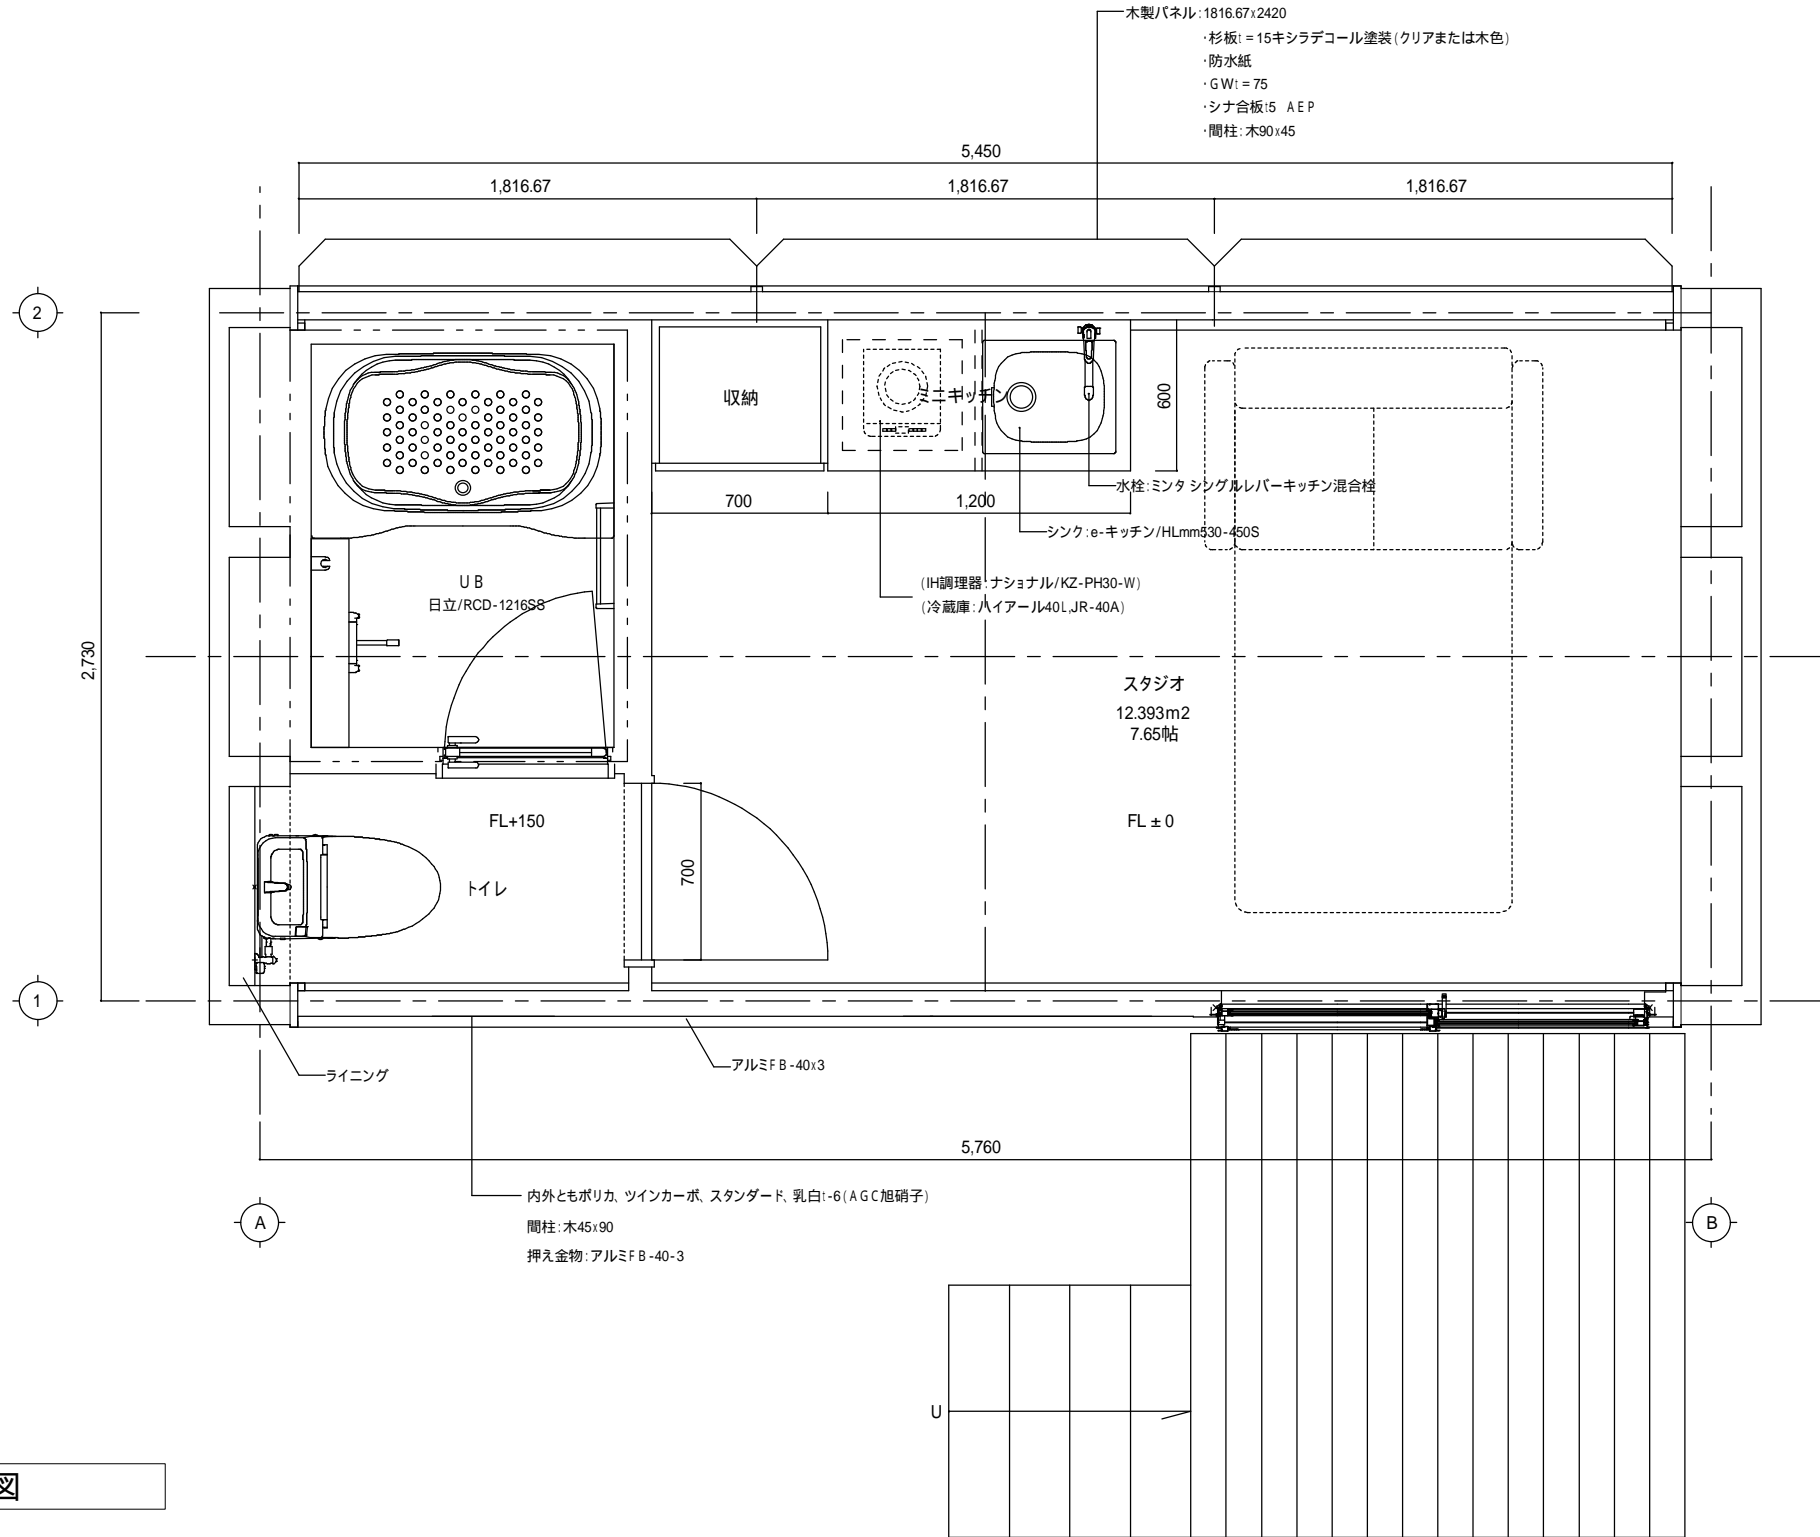 木製パネル:1816.67x2420
・杉板t=15キシラデコール塗装(クリアまたは木色)
・防水紙
・GWt=75
・シナ合板t5 AEP
・間柱:木90x45
5,450
1,816.67
1,816.67
1,816.67
2
収納
ミニキッチン
600
水栓:ミンタ シングルレバーキッチン混合栓
700
1,200
シンク:e-キッチン/HLmm530-450S
UB
日立/RCD-1216SS
(IH調理器:ナショナル/KZ-PH30-W)
(冷蔵庫:ハイアール40L,JR-40A)
2,730
スタジオ
12.393m2
7.65帖
FL+150
FL±0
700
トイレ
1
ライニング
アルミFB-40x3
5,760
内外ともポリカ、ツインカーボ、スタンダード、乳白t-6(AGC旭硝子)
間柱:木45x90
押え金物:アルミFB-40-3
A
B
U
図